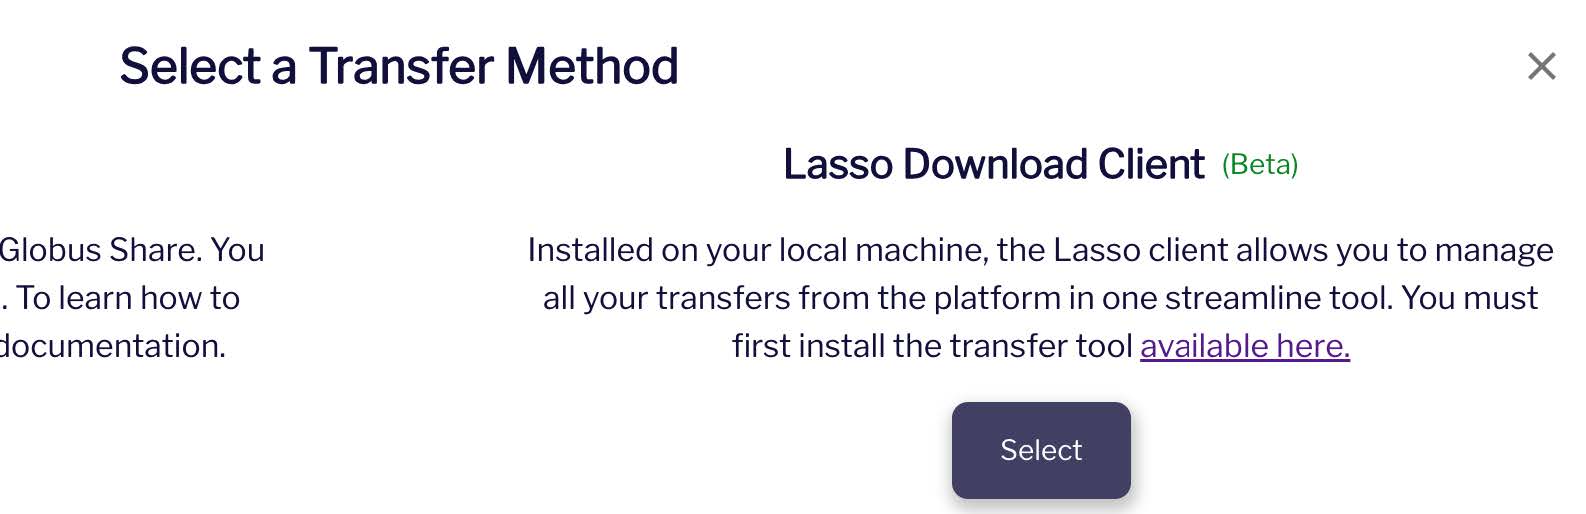 Select a Transfer Method
Globus Share. You
. To learn how to
documentation.
Lasso Download Client (Beta)
Installed on your local machine, the Lasso client allows you to manage
all your transfers from the platform in one streamline tool. You must
first install the transfer tool available here.
Select